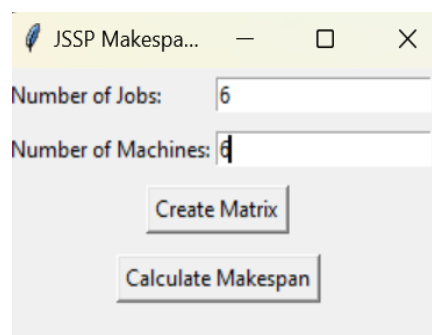 JSSP Makespa...
Number of Jobs: 6
Number of Machines: 6
Create Matrix
Calculate Makespan